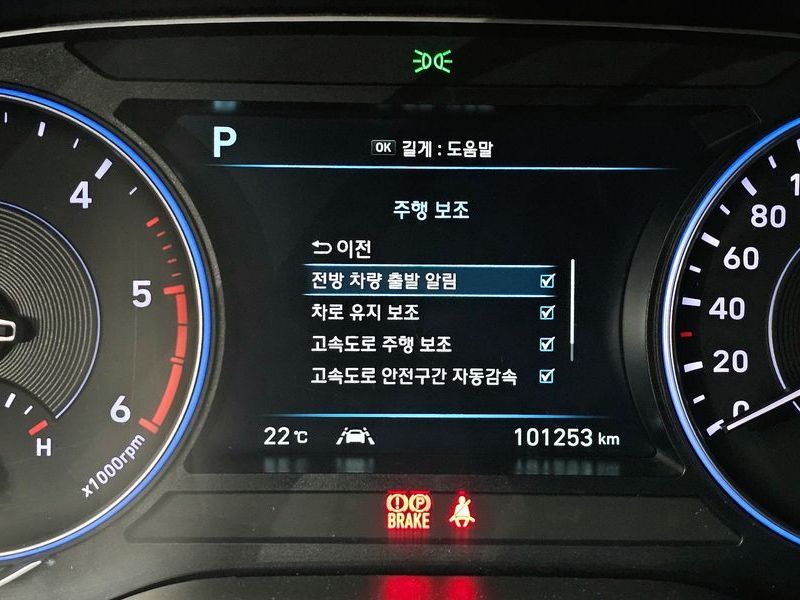 P
OK 길게 : 도움말
주행 보조
이전
전방 차량 출발 알림
차로 유지 보조
고속도로 주행 보조
고속도로 안전구간 자동감속
22℃
101253 km
4
5
6
x1000rpm
H
80
60
40
20
0
P
BRAKE